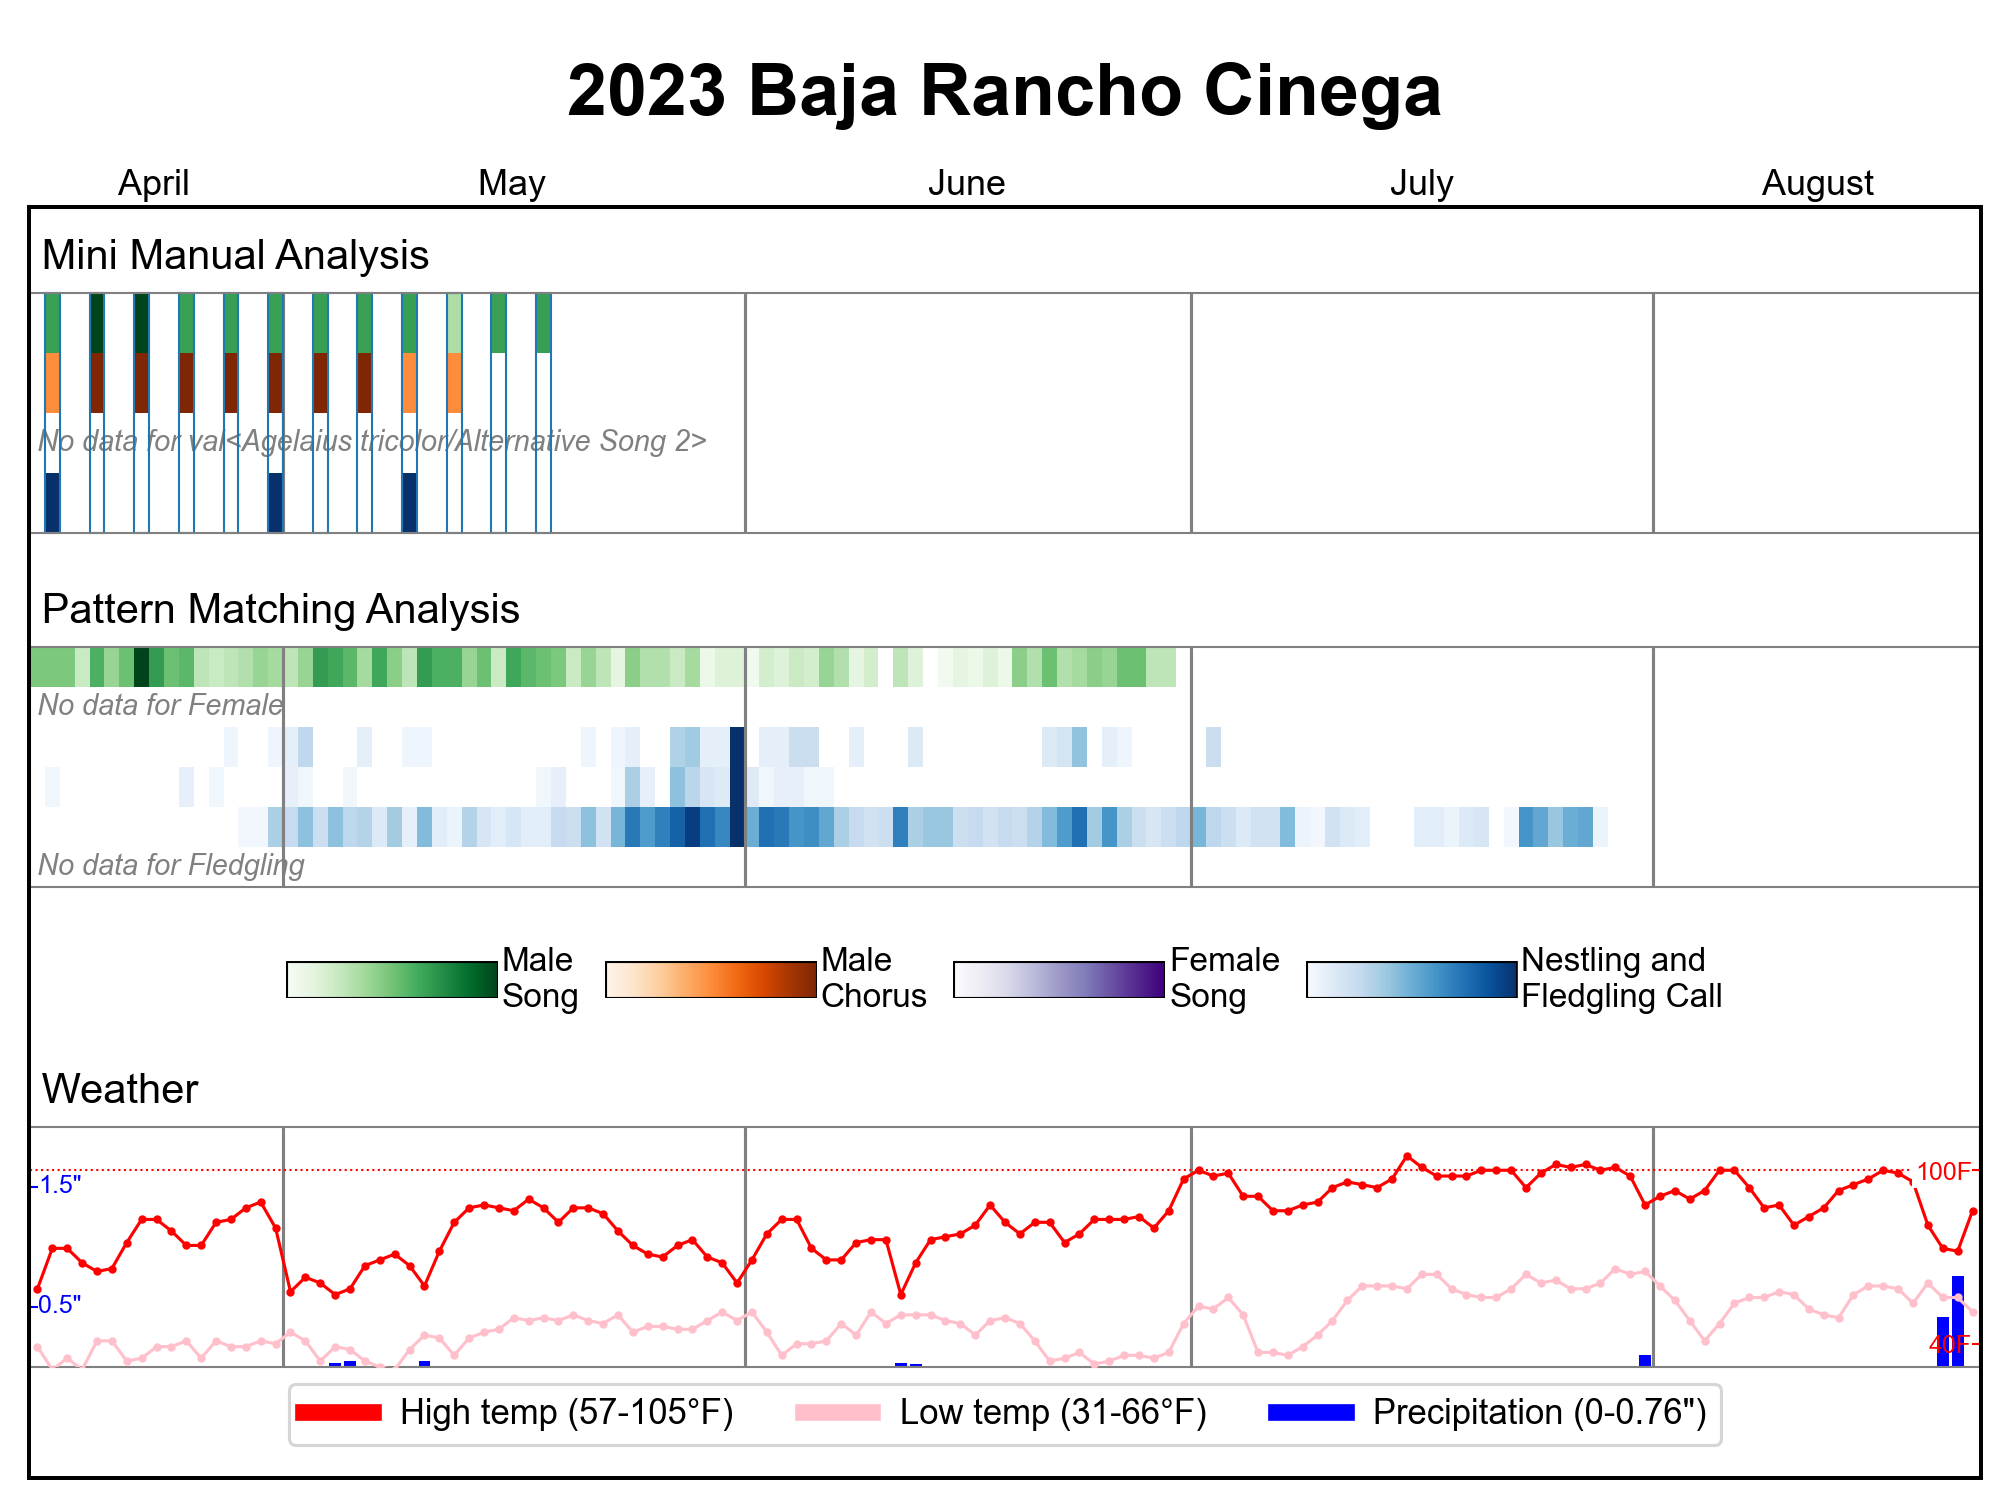 2023 Baja Rancho Cinega
April May June July August
Mini Manual Analysis
No data for val<Agelaius tricolor/Alternative Song 2>
Pattern Matching Analysis
No data for Female
No data for Fledgling
Male Song
Male Chorus
Female Song
Nestling and Fledgling Call
Weather
1.5"
100F
0.5"
40F
High temp (57-105°F) Low temp (31-66°F) Precipitation (0-0.76")